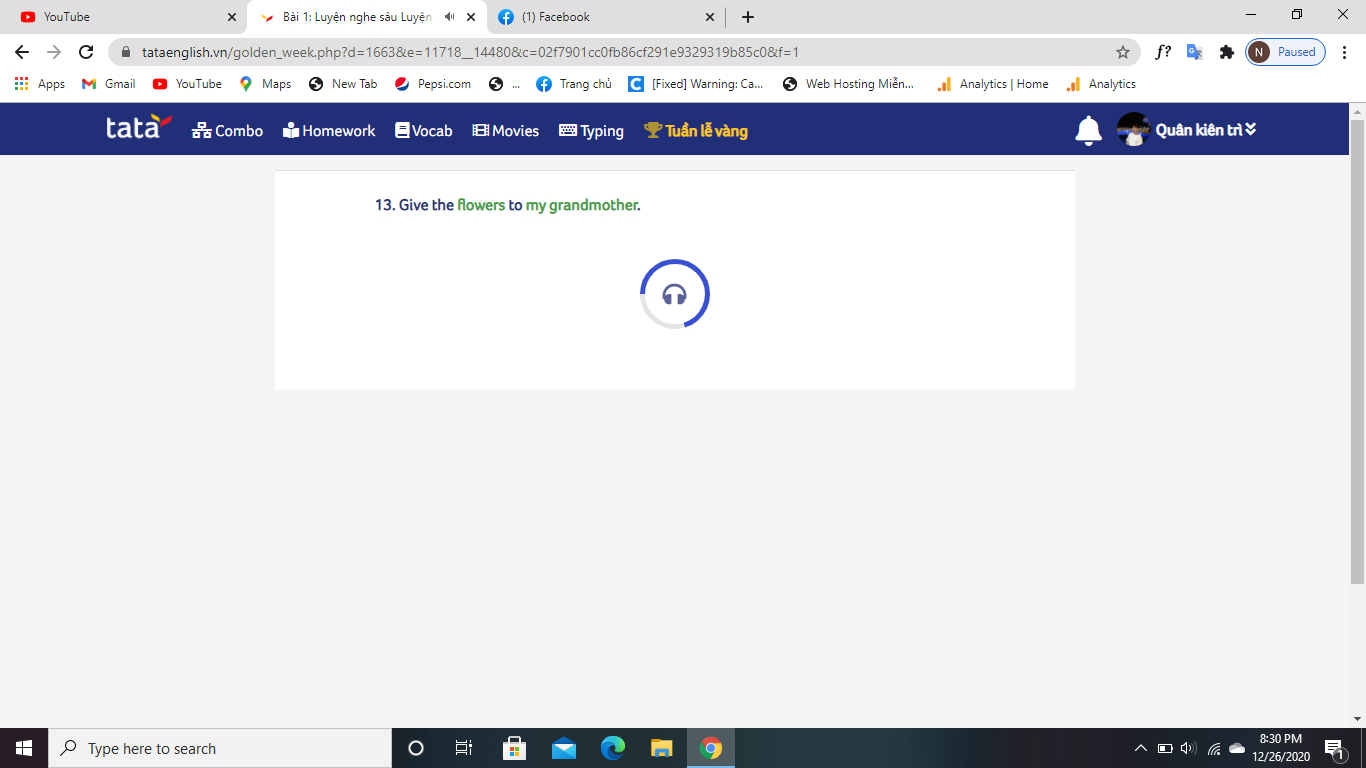 YouTube
Bài 1: Luyện nghe sâu Luyện
(1) Facebook
tataenglish.vn/golden_week.php?d=1663&e=11718__14480&c=02f7901cc0fb86cf291e9329319b85c0&f=1
f?
N Paused
Apps Gmail YouTube Maps New Tab Pepsi.com ... Trang chủ [Fixed] Warning: Ca... Web Hosting Miễn... Analytics | Home Analytics
tata Combo Homework Vocab Movies Typing Tuần lễ vàng Quân kiên trì
13. Give the flowers to my grandmother.
Type here to search
8:30 PM
12/26/2020
1